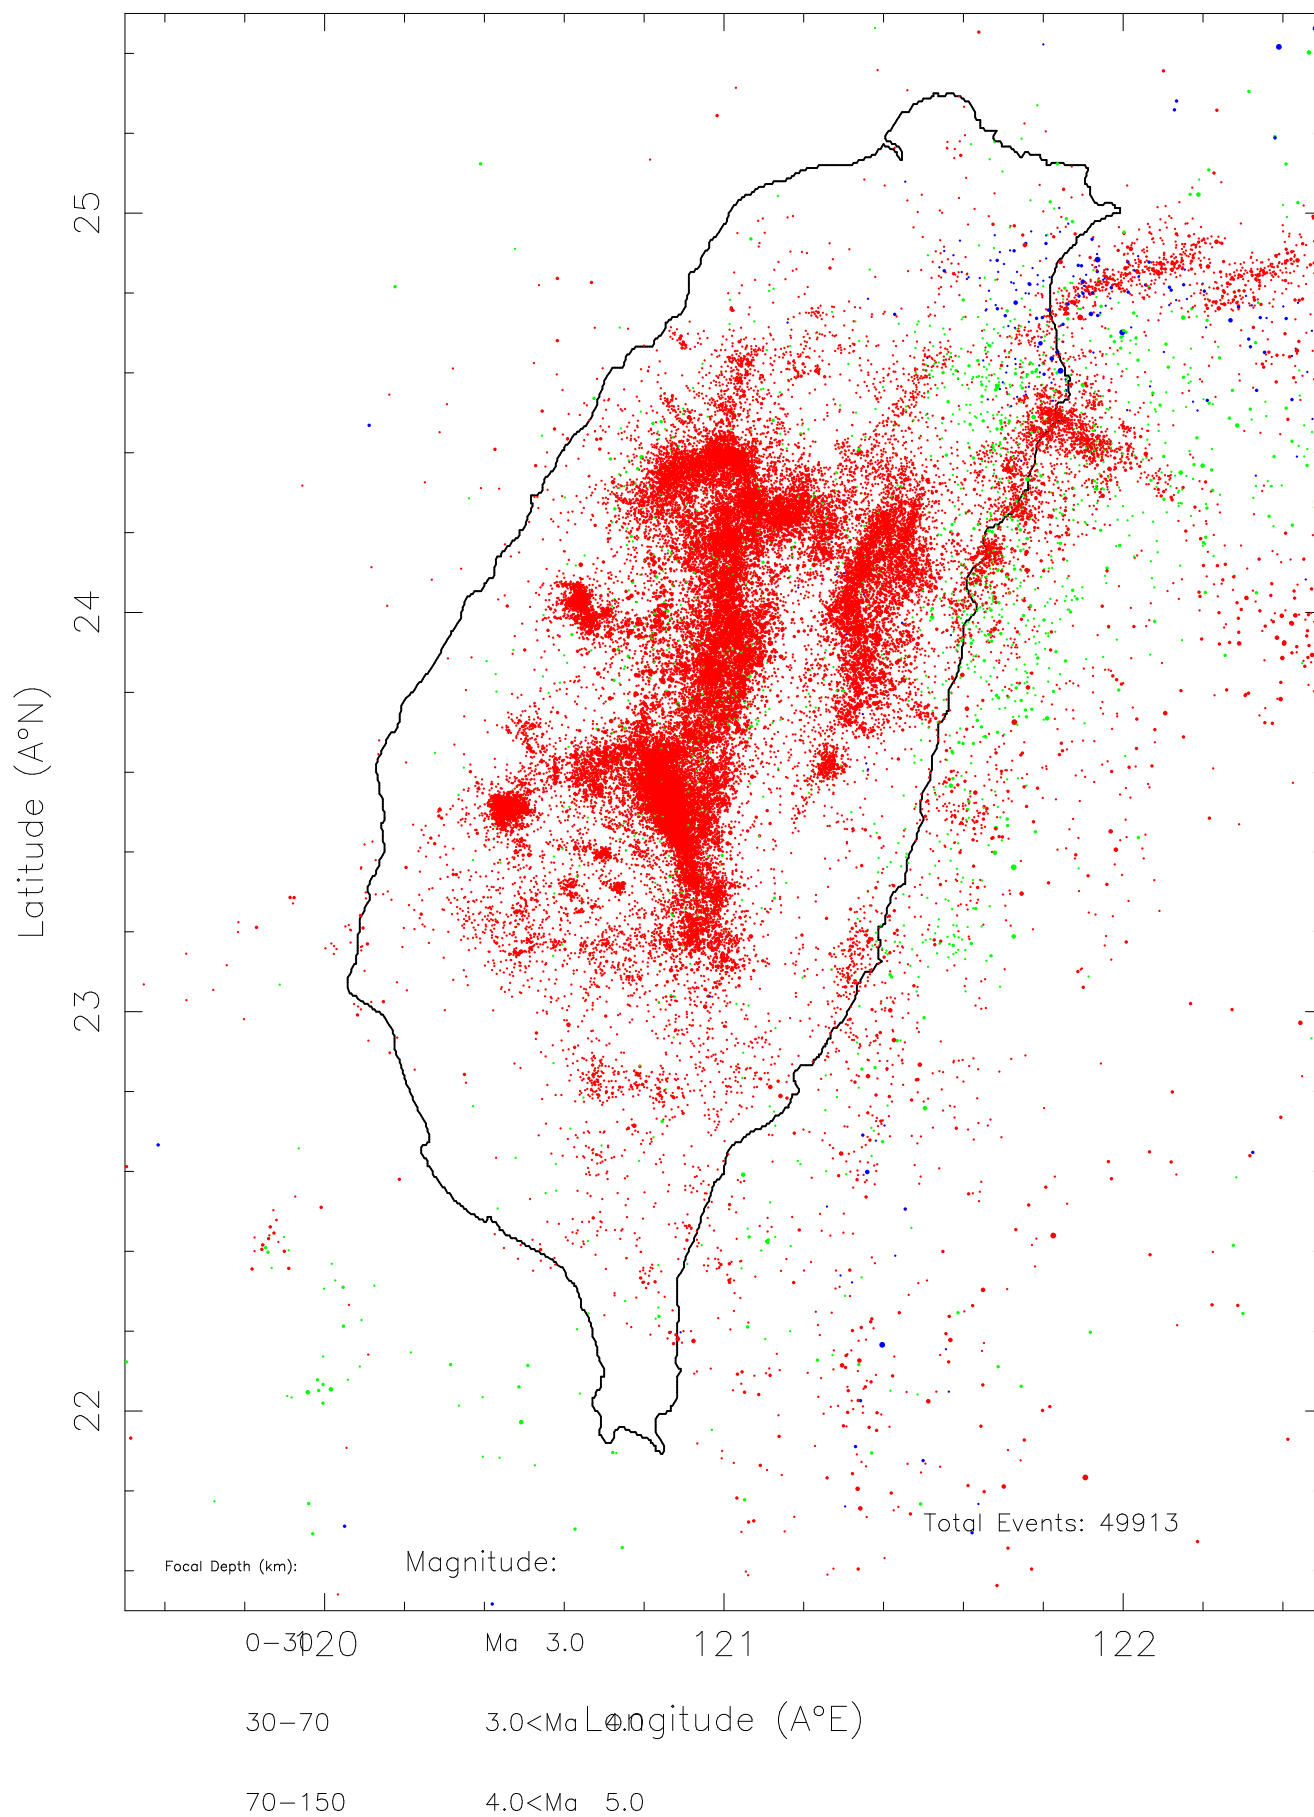 25
24
23
22
Latitude (A°N)
Total Events: 49913
Focal Depth (km):
Magnitude:
0-30
120
121
122
Ma 3.0
Longitude (A°E)
30-70
3.0<Ma 4.0
70-150
4.0<Ma 5.0